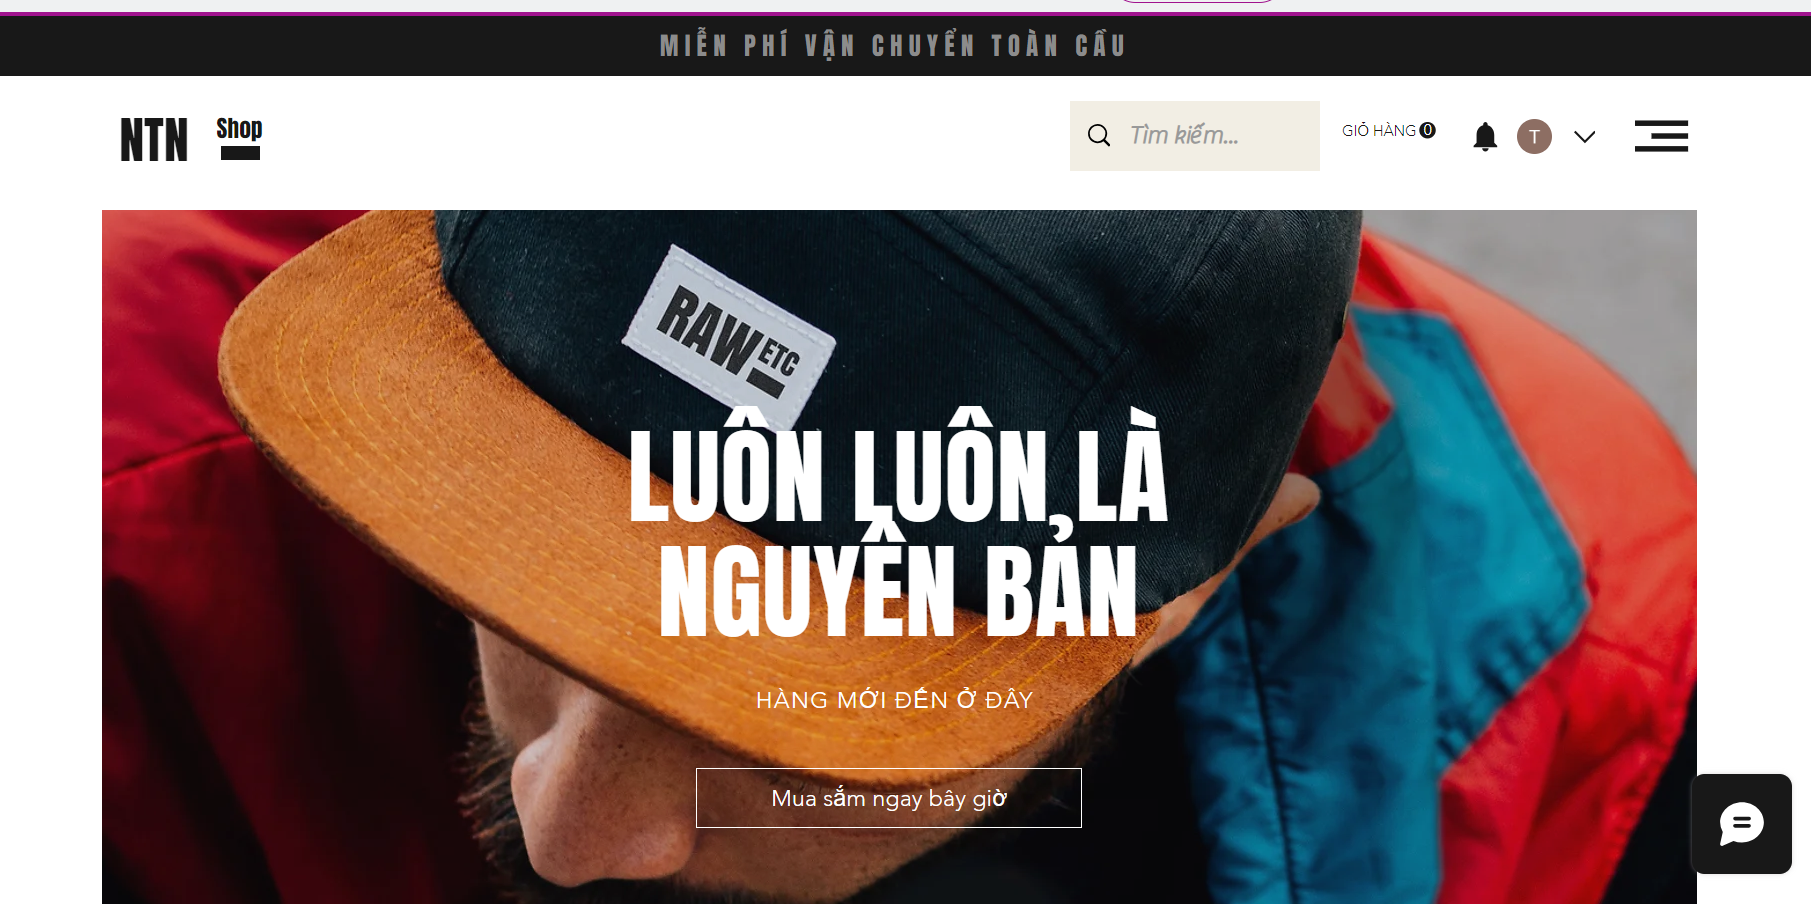 MIỄN PHÍ VẬN CHUYỂN TOÀN CẦU
NTN Shop
Tìm kiếm...
GIỎ HÀNG 0
T
RAW ETC
LUÔN LUÔN LÀ
NGUYÊN BẢN
HÀNG MỚI ĐẾN Ở ĐÂY
Mua sắm ngay bây giờ